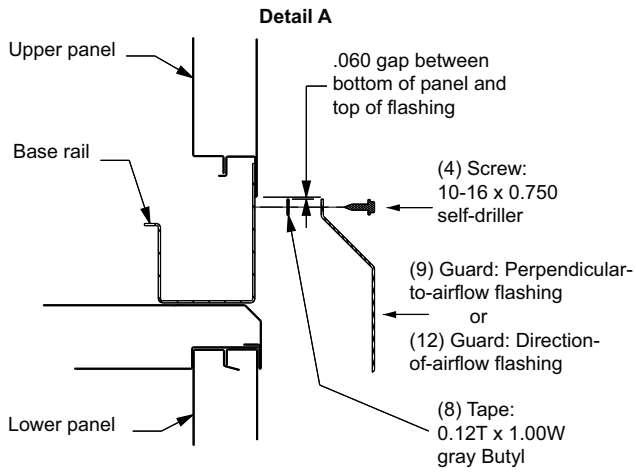 Detail A
Upper panel
.060 gap between
bottom of panel and
top of flashing
Base rail
(4) Screw:
10-16 x 0.750
self-driller
(9) Guard: Perpendicular-
to-airflow flashing
or
(12) Guard: Direction-
of-airflow flashing
Lower panel
(8) Tape:
0.12T x 1.00W
gray Butyl